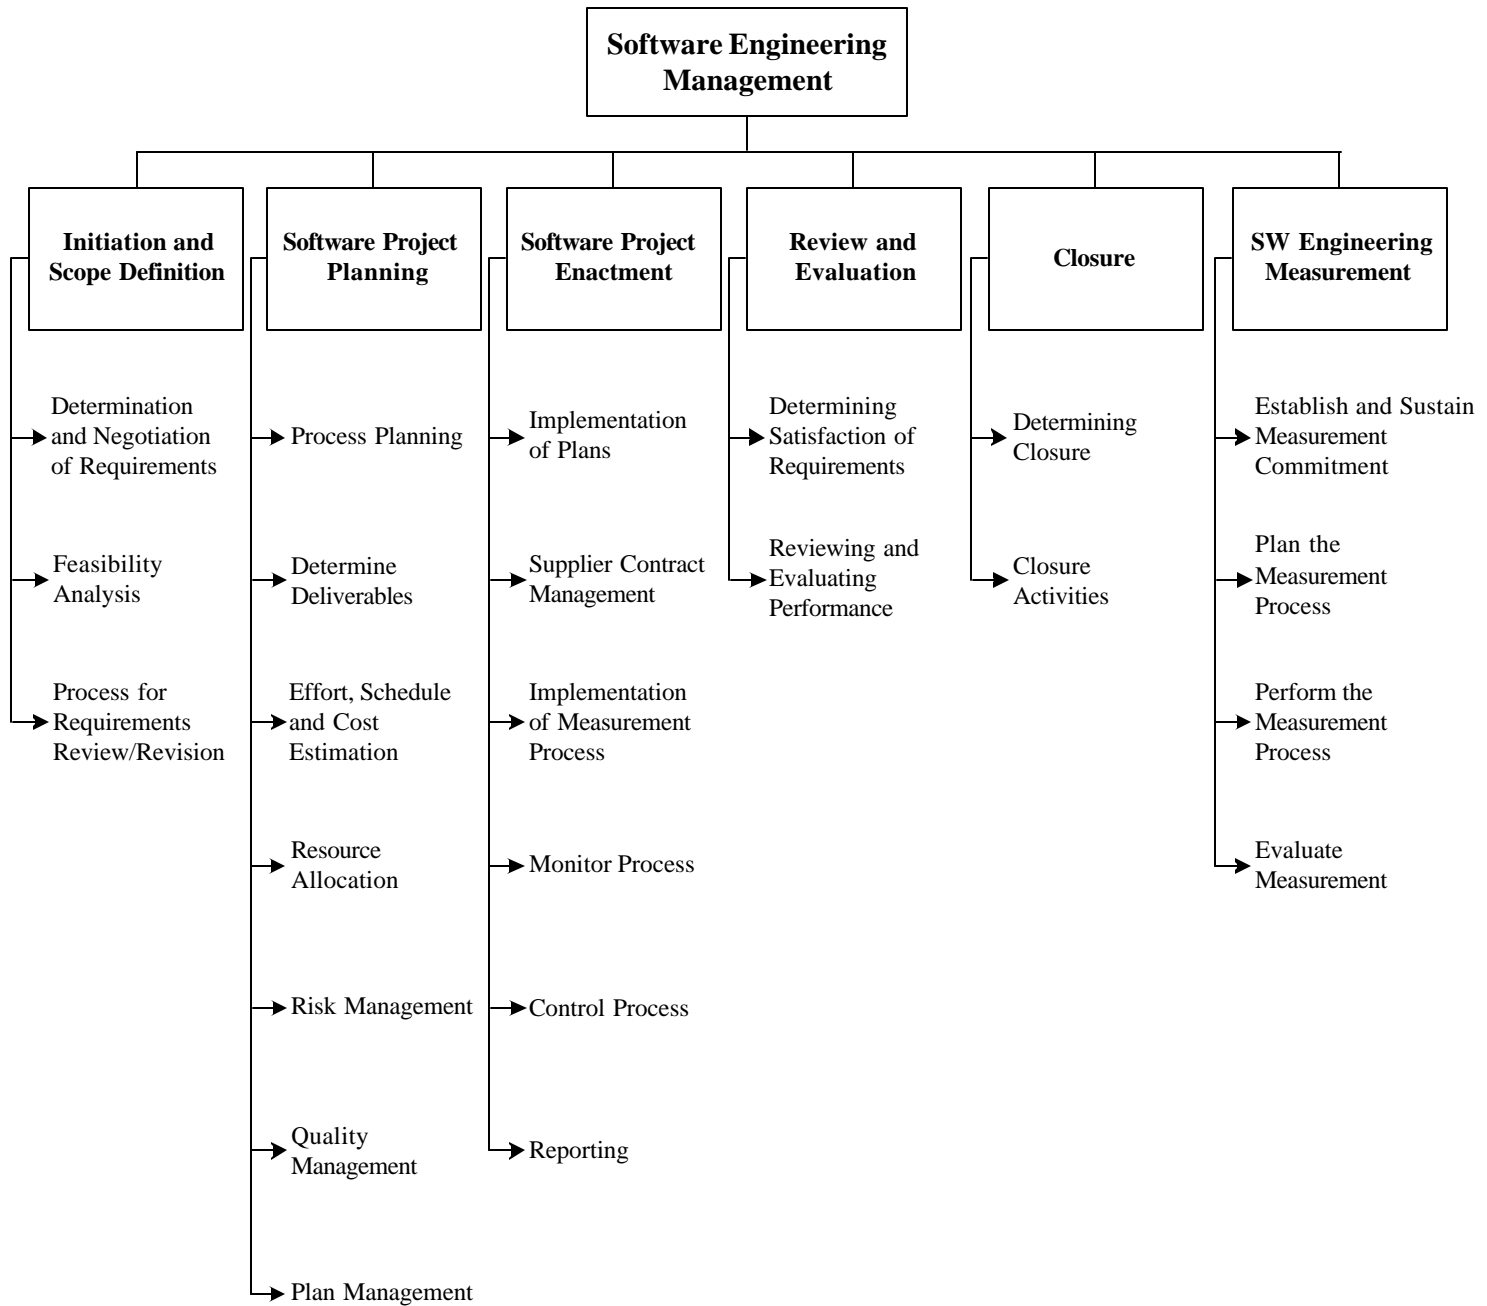 Software Engineering
Management
Initiation and
Scope Definition
Software Project
Planning
Software Project
Enactment
Review and
Evaluation
Closure
SW Engineering
Measurement
Determination
and Negotiation
of Requirements
Feasibility
Analysis
Process for
Requirements
Review/Revision
Process Planning
Determine
Deliverables
Effort, Schedule
and Cost
Estimation
Resource
Allocation
Risk Management
Quality
Management
Plan Management
Implementation
of Plans
Supplier Contract
Management
Implementation
of Measurement
Process
Monitor Process
Control Process
Reporting
Determining
Satisfaction of
Requirements
Reviewing and
Evaluating
Performance
Determining
Closure
Closure
Activities
Establish and Sustain
Measurement
Commitment
Plan the
Measurement
Process
Perform the
Measurement
Process
Evaluate
Measurement